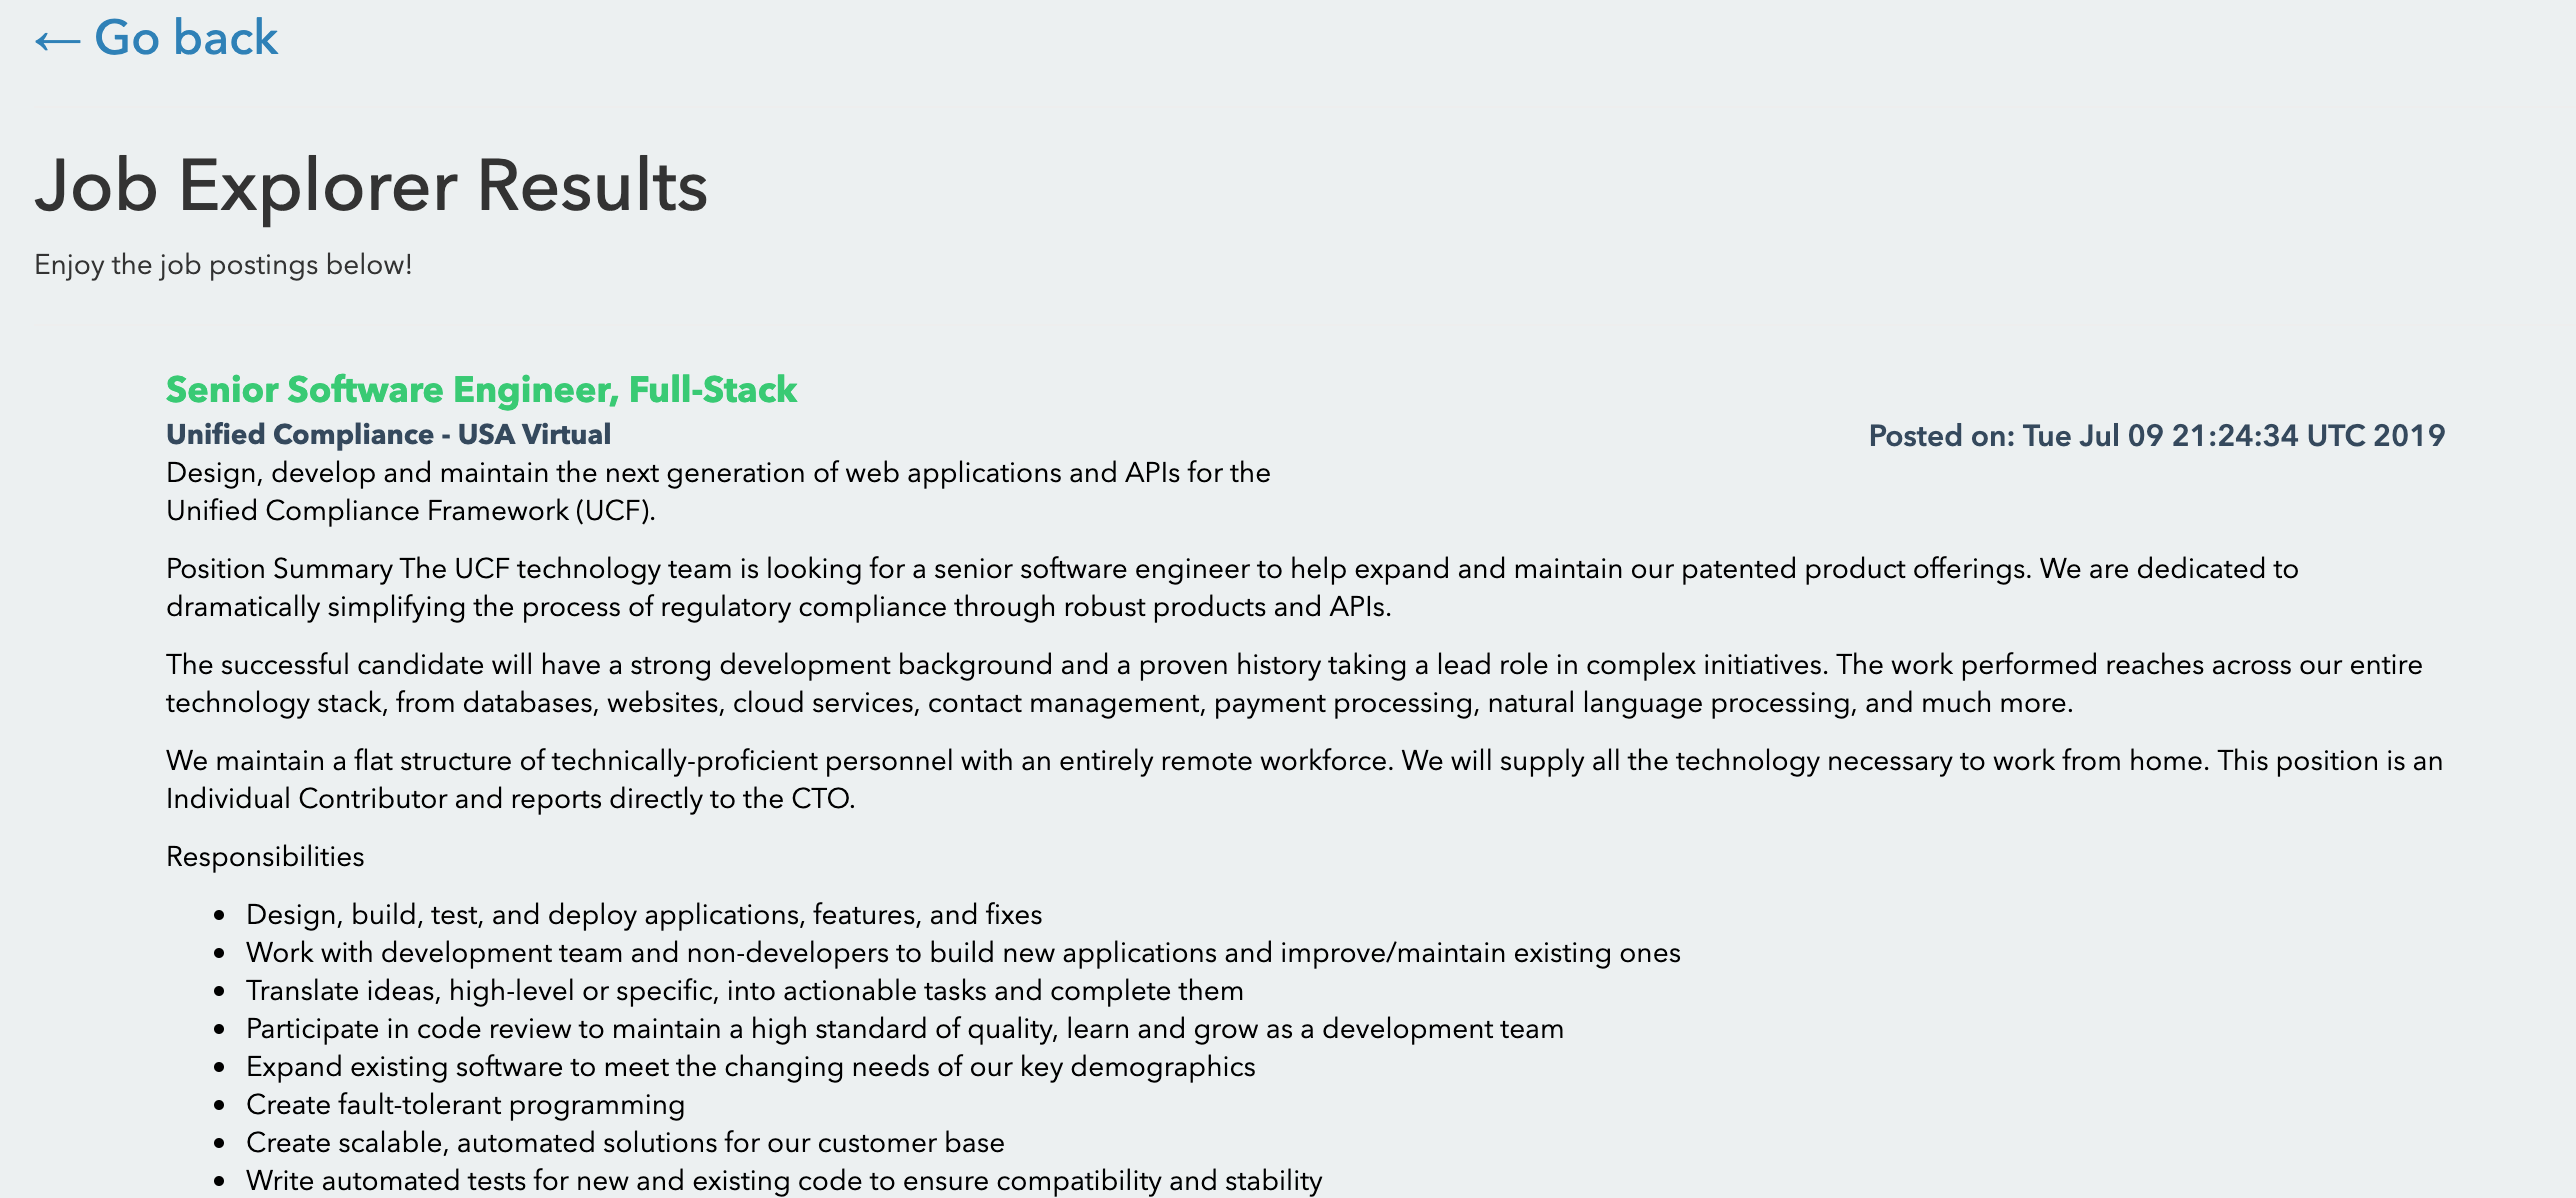 ← Go back
Job Explorer Results
Enjoy the job postings below!
Senior Software Engineer, Full-Stack
Unified Compliance - USA Virtual
Posted on: Tue Jul 09 21:24:34 UTC 2019
Design, develop and maintain the next generation of web applications and APIs for the
Unified Compliance Framework (UCF).
Position Summary The UCF technology team is looking for a senior software engineer to help expand and maintain our patented product offerings. We are dedicated to
dramatically simplifying the process of regulatory compliance through robust products and APIs.
The successful candidate will have a strong development background and a proven history taking a lead role in complex initiatives. The work performed reaches across our entire
technology stack, from databases, websites, cloud services, contact management, payment processing, natural language processing, and much more.
We maintain a flat structure of technically-proficient personnel with an entirely remote workforce. We will supply all the technology necessary to work from home. This position is an
Individual Contributor and reports directly to the CTO.
Responsibilities
• Design, build, test, and deploy applications, features, and fixes
• Work with development team and non-developers to build new applications and improve/maintain existing ones
• Translate ideas, high-level or specific, into actionable tasks and complete them
• Participate in code review to maintain a high standard of quality, learn and grow as a development team
• Expand existing software to meet the changing needs of our key demographics
• Create fault-tolerant programming
• Create scalable, automated solutions for our customer base
• Write automated tests for new and existing code to ensure compatibility and stability